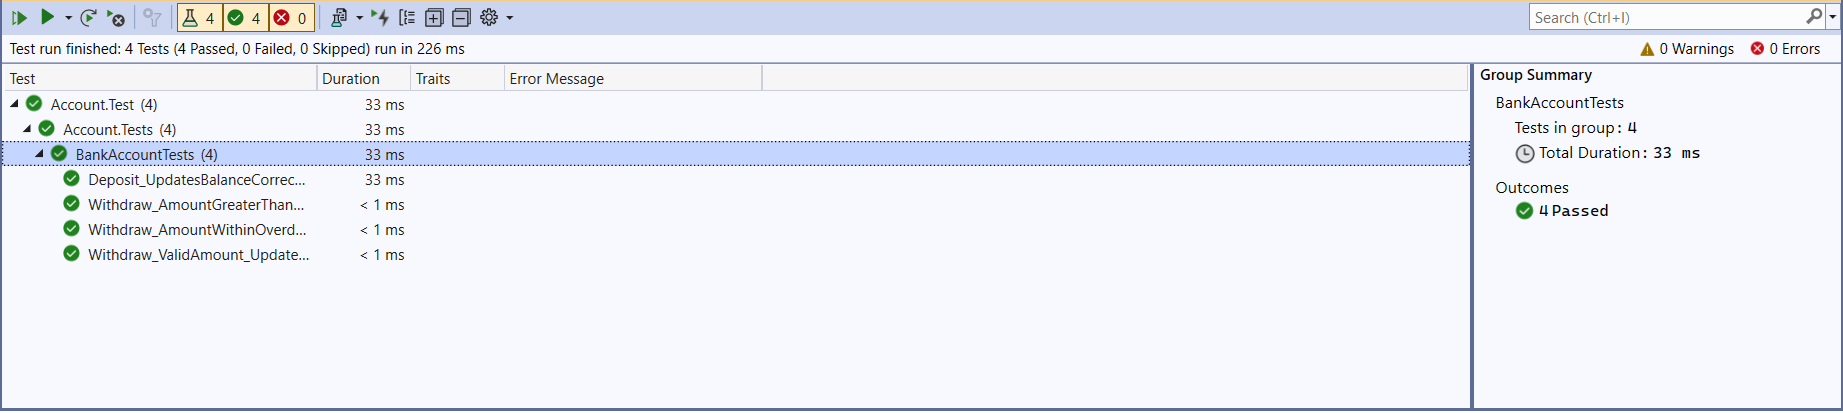 4 4 0 Search (Ctrl+I)
Test run finished: 4 Tests (4 Passed, 0 Failed, 0 Skipped) run in 226 ms 0 Warnings 0 Errors
Test Duration Traits Error Message
Account.Test (4) 33 ms
Account.Tests (4) 33 ms
BankAccountTests (4) 33 ms
Deposit_UpdatesBalanceCorrec... 33 ms
Withdraw_AmountGreaterThan... < 1 ms
Withdraw_AmountWithinOverd... < 1 ms
Withdraw_ValidAmount_Update... < 1 ms
Group Summary
BankAccountTests
Tests in group: 4
Total Duration: 33 ms
Outcomes
4 Passed